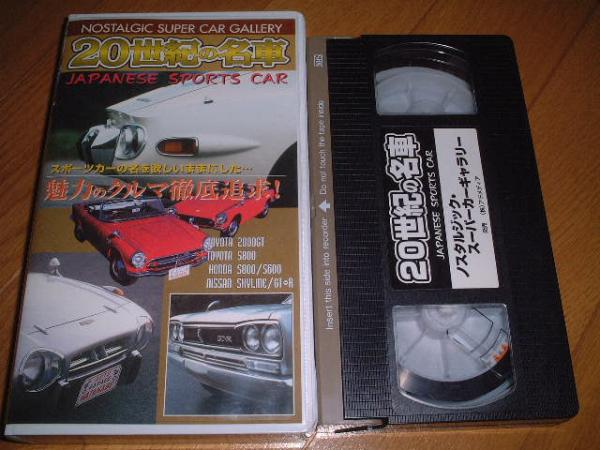 NOSTALGIC SUPER CAR GALLERY
20世紀の名車
JAPANESE SPORTS CAR
スポーツカーの名を欲しいままにした…
魅力のクルマ徹底追求!
TOYOTA 2000GT
TOYOTA S800
HONDA S800/S600
NISSAN SKYLINE/GT-R
VHS
Insert this side into recorder
Do not touch the tape inside
20世紀の名車
JAPANESE SPORTS CAR
ノスタルジック、
スーパーカーギャラリー